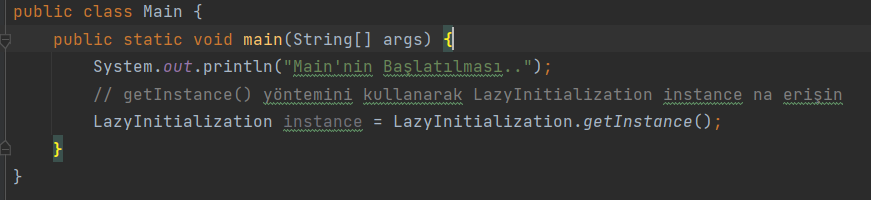 public class Main {
public static void main(String[] args) {
System.out.println("Main'nin Başlatılması..");
// getInstance() yöntemini kullanarak LazyInitialization instance na erişin
LazyInitialization instance = LazyInitialization.getInstance();
}
}